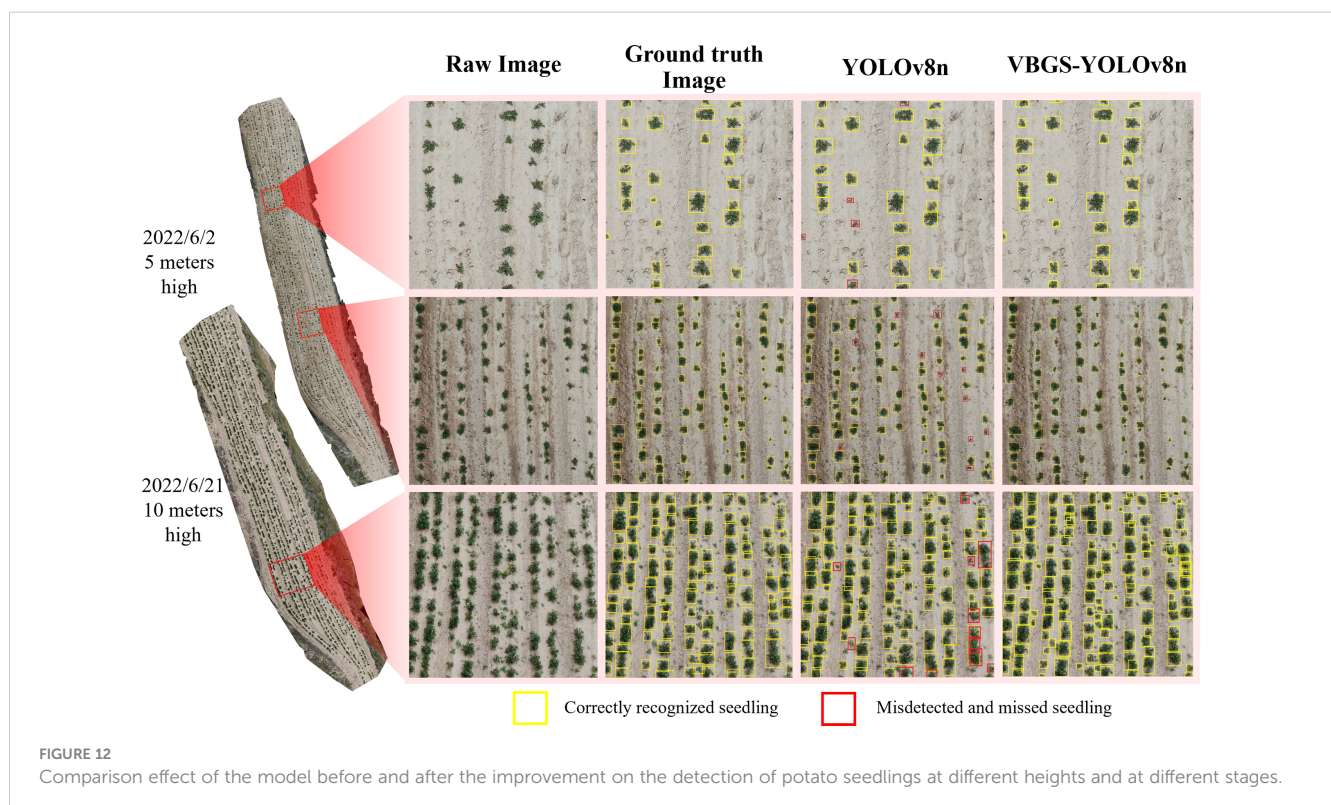 Raw Image
Ground truth
Image
YOLOv8n
VBGS-YOLOv8n
2022/6/2
5 meters
high
2022/6/21
10 meters
high
Correctly recognized seedling
Misdetected and missed seedling
FIGURE 12
Comparison effect of the model before and after the improvement on the detection of potato seedlings at different heights and at different stages.